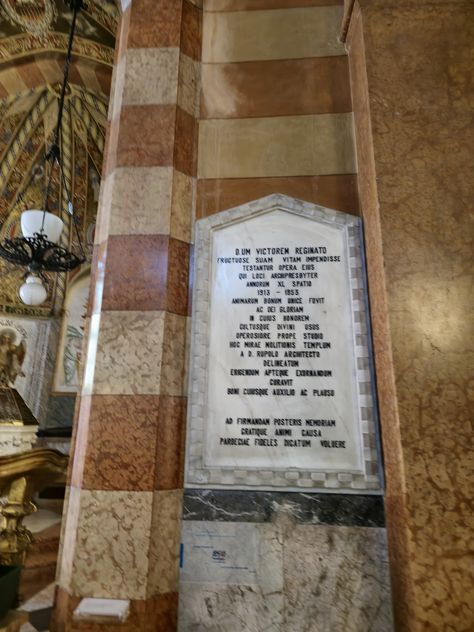 D.UM VICTOREM REGINATO
FRUCTUOSE SUAM VITAM IMPENDISSE
TESTANTUR OPERA EIUS
QUI LOCI ARCHIPRESBYTER
ANNORUM XL SPATIO
1913 - 1953
ANIMARUM BONUM UNICE FOVIT
AC DEI GLORIAM
IN CUIUS HONOREM
CULTUSQUE DIVINI USUS
OPEROSIORE PROPE STUDIO
HOC MIRAE MOLITIONIS TEMPLUM
A D. RUPOLO ARCHITECTO
DELINEATUM
ERIGENDUM APTEQUE EXORNANDUM
CURAVIT
BONI CUIUSQUE AUXILIO AC PLAUSU
AD FIRMANDAM POSTERIS MEMORIAM
GRATIQUE ANIMI CAUSA
PAROECIAE FIDELES DICATUM VOLUERE